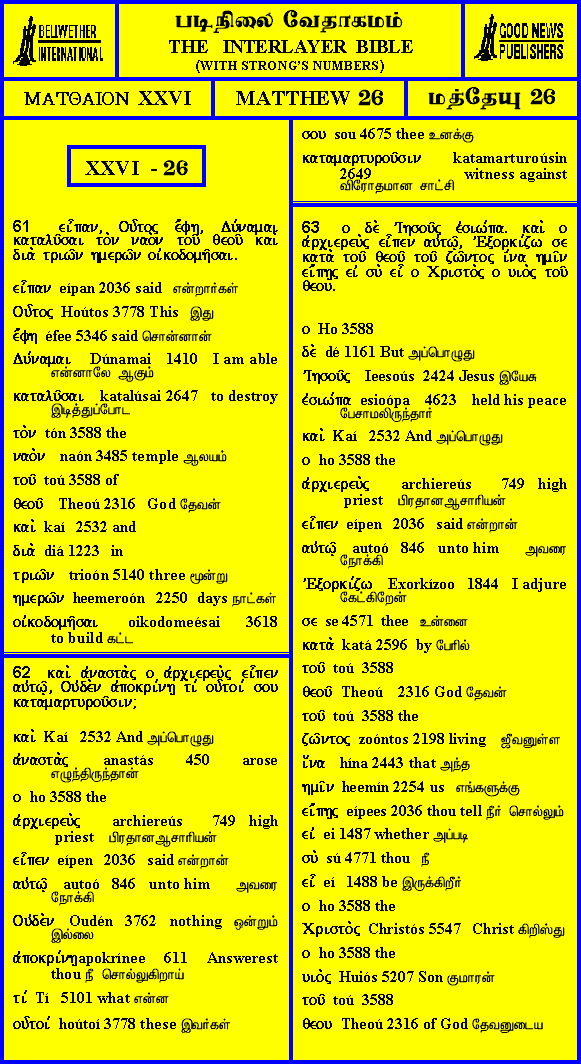 BELLWETHER
INTERNATIONAL
படிநிலை வேதாகமம்
THE INTERLAYER BIBLE
(WITH STRONG'S NUMBERS)
GOOD NEWS
PUBLISHERS
ΜΑΤΘΑΙΟΝ XXVI
MATTHEW 26
மத்தேயு 26
XXVI - 26
61 εἶπαν, Οὗτος ἔφη, Δύναμαι
καταλῦσαι τὸν ναὸν τοῦ θεοῦ καὶ
διὰ τριῶν ημερῶν οἰκοδομῆσαι.
εἶπαν eípan 2036 said என்றார்கள்
Οὗτος Hoútos 3778 This இது
ἔφη éfee 5346 said சொன்னான்
Δύναμαι Dúnamai 1410 I am able
என்னாலே ஆகும்
καταλῦσαι katalúsai 2647 to destroy
இடித்துப்போட
τὸν tón 3588 the
ναὸν naón 3485 temple ஆலயம்
τοῦ toú 3588 of
θεοῦ Theoú 2316 God தேவன்
καὶ kaí 2532 and
διὰ diá 1223 in
τριῶν trioón 5140 three மூன்று
ημερῶν heemeroón 2250 days நாட்கள்
οἰκοδομῆσαι oikodomeésai 3618
to build கட்ட
62 καὶ ἀναστὰς ο ἀρχιερεὺς εἶπεν
αὐτῷ, Οὐδὲν ἀποκρίνῃ τί οὗτοί σου
καταμαρτυροῦσιν;
καὶ Kaí 2532 And அப்பொழுது
ἀναστὰς anastás 450 arose
எழுந்திருந்தான்
ο ho 3588 the
ἀρχιερεὺς archiereús 749 high
priest பிரதானஆசாரியன்
εἶπεν eípen 2036 said என்றான்
αὐτῷ autoó 846 unto him அவரை
நோக்கி
Οὐδὲν Oudén 3762 nothing ஒன்றும்
இல்லை
ἀποκρίνῃapokrínee 611 Answerest
thou நீ சொல்லுகிறாய்
τί Tí 5101 what என்ன
οὗτοί hoútoí 3778 these இவர்கள்
σου sou 4675 thee உனக்கு
καταμαρτυροῦσιν katamarturoúsin
2649 witness against
விரோதமான சாட்சி
63 ο δὲ Ἰησοῦς ἐσιώπα. καὶ ο
ἀρχιερεὺς εἶπεν αὐτῷ, Ἐξορκίζω σε
κατὰ τοῦ θεοῦ τοῦ ζῶντος ἵνα ημῖν
εἴπῃς εἰ σὺ εἶ ο Χριστὸς ο υιὸς τοῦ
θεου.
ο Ho 3588
δὲ dé 1161 But அப்பொழுது
Ἰησοῦς Ieesoús 2424 Jesus இயேசு
ἐσιώπα esioópa 4623 held his peace
பேசாமலிருந்தார்
καὶ Kaí 2532 And அப்பொழுது
ο ho 3588 the
ἀρχιερεὺς archiereús 749 high
priest பிரதானஆசாரியன்
εἶπεν eípen 2036 said என்றான்
αὐτῷ autoó 846 unto him அவரை
நோக்கி
Ἐξορκίζω Exorkízoo 1844 I adjure
கேட்கிறேன்
σε se 4571 thee உன்னை
κατὰ katá 2596 by பேரில்
τοῦ toú 3588
θεοῦ Theoú 2316 God தேவன்
τοῦ toú 3588 the
ζῶντος zoóntos 2198 living ஜீவனுள்ள
ἵνα hína 2443 that அந்த
ημῖν heemín 2254 us எங்களுக்கு
εἴπῃς eípees 2036 thou tell நீர் சொல்லும்
εἰ ei 1487 whether அப்படி
σὺ sú 4771 thou நீ
εἶ eí 1488 be இருக்கிறீர்
ο ho 3588 the
Χριστὸς Christós 5547 Christ கிறிஸ்து
ο ho 3588 the
υιὸς Huiós 5207 Son குமாரன்
τοῦ toú 3588
θεου Theoú 2316 of God தேவனுடைய